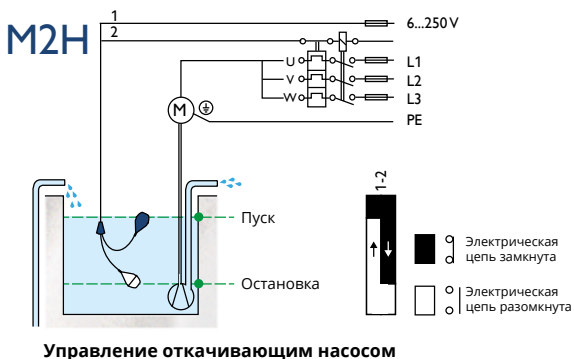 M2H
1
2
6...250 V
U
V
W
L1
L2
L3
PE
M
Пуск
Остановка
1-2
Электрическая
цепь замкнута
Электрическая
цепь разомкнута
Управление откачивающим насосом